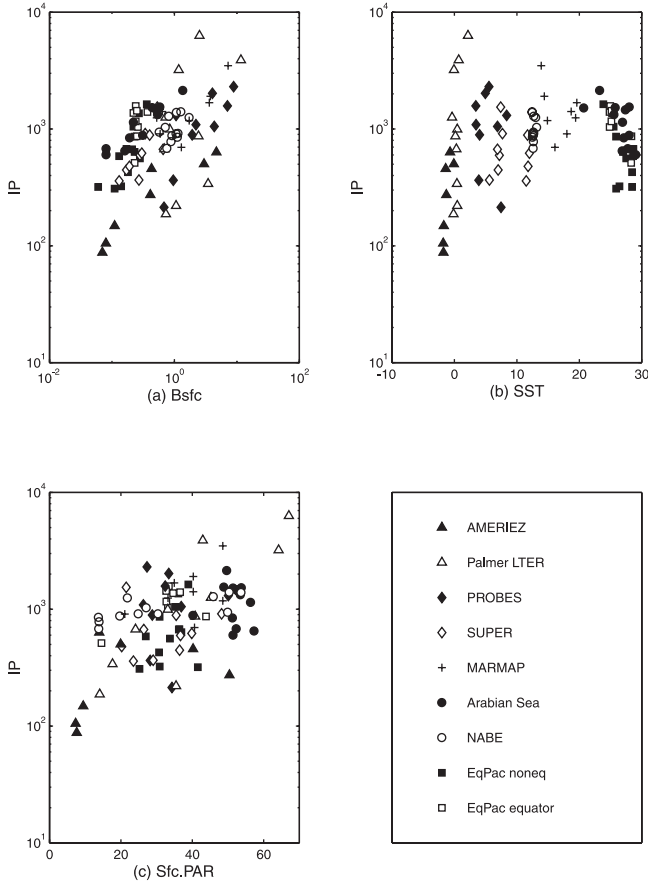 10^4
10^3
IP
10^2
10^1
10^-2
10^0
10^2
(a) Bsfc
10^4
10^3
IP
10^2
10^1
-10
0
10
20
30
(b) SST
10^4
10^3
IP
10^2
10^1
0
20
40
60
(c) Sfc.PAR
AMERIEZ
Palmer LTER
PROBES
SUPER
MARMAP
Arabian Sea
NABE
EqPac noneq
EqPac equator